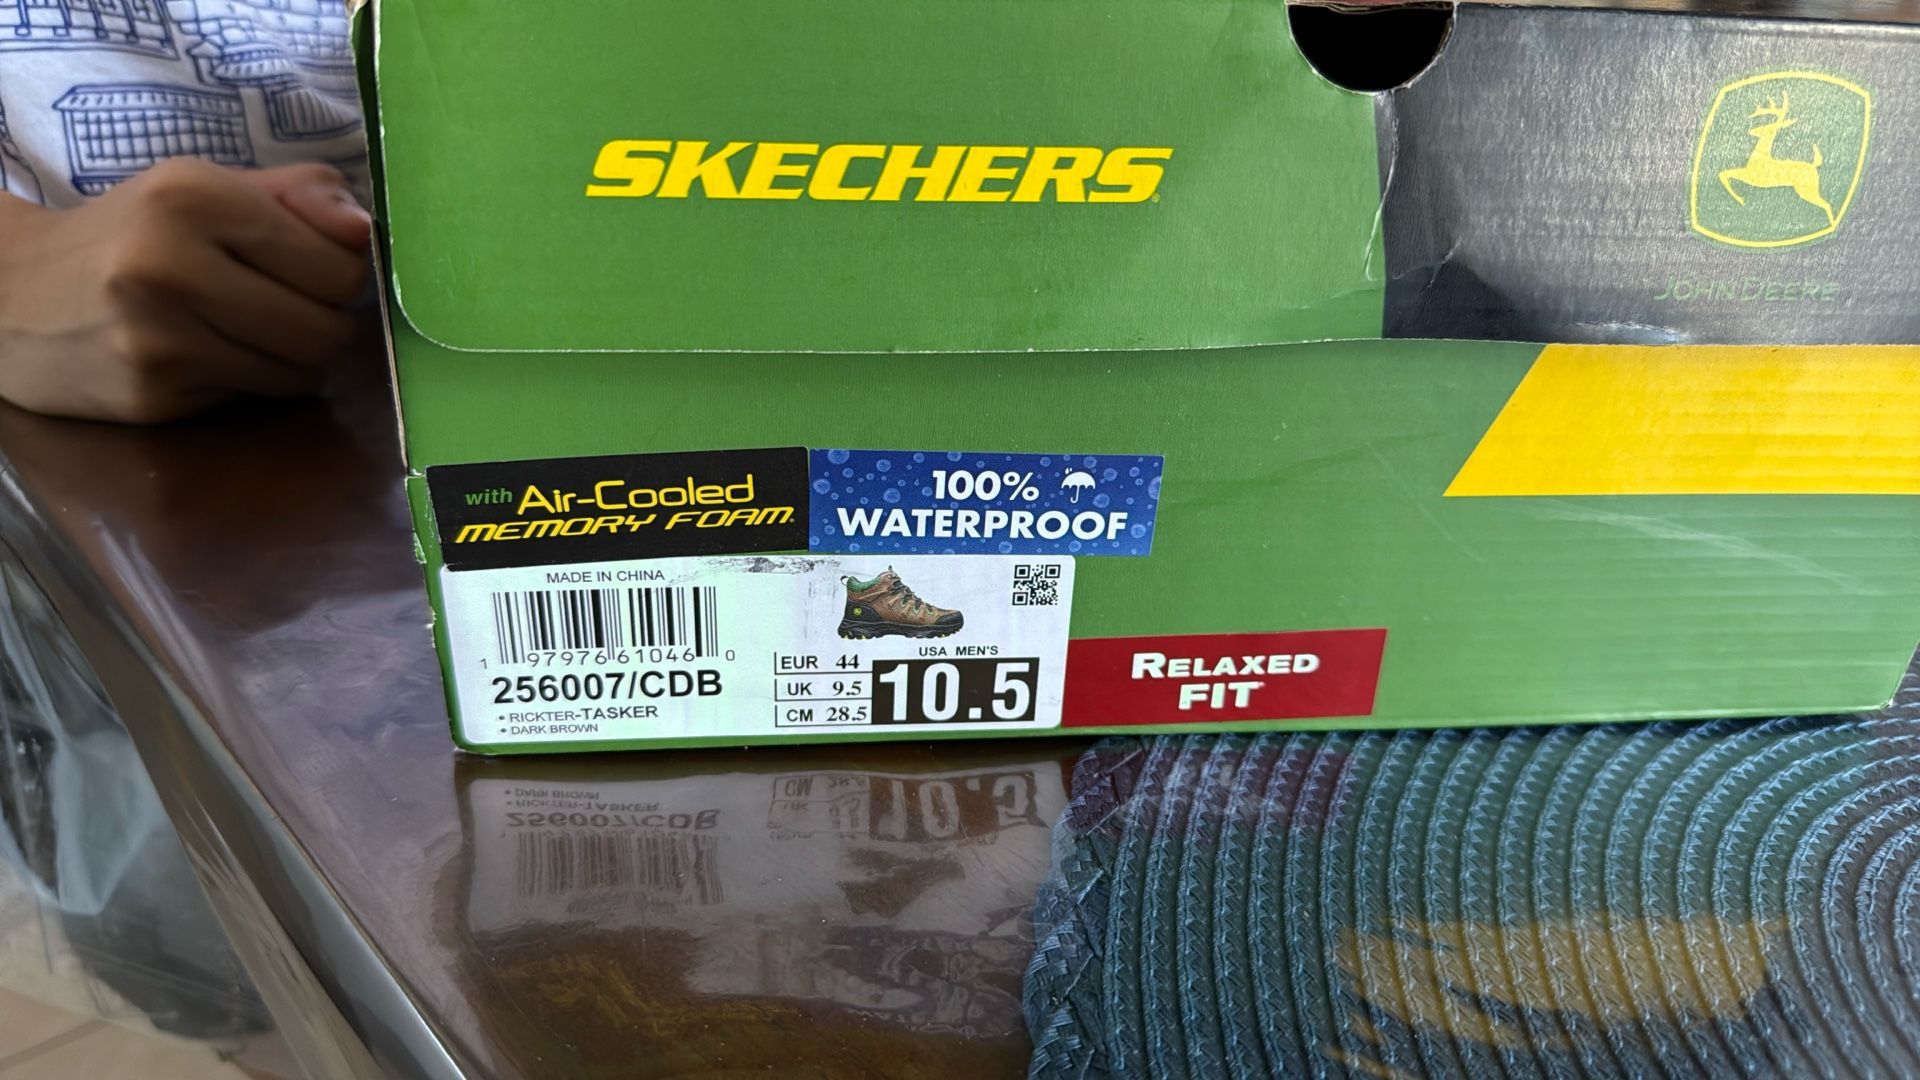 SKECHERS
JOHN DEERE
with Air-Cooled
MEMORY FOAM
100%
WATERPROOF
MADE IN CHINA
1 97976 61046 0
256007/CDB
• RICKTER-TASKER
• DARK BROWN
USA MEN'S
EUR 44
UK 9.5
CM 28.5
10.5
RELAXED
FIT